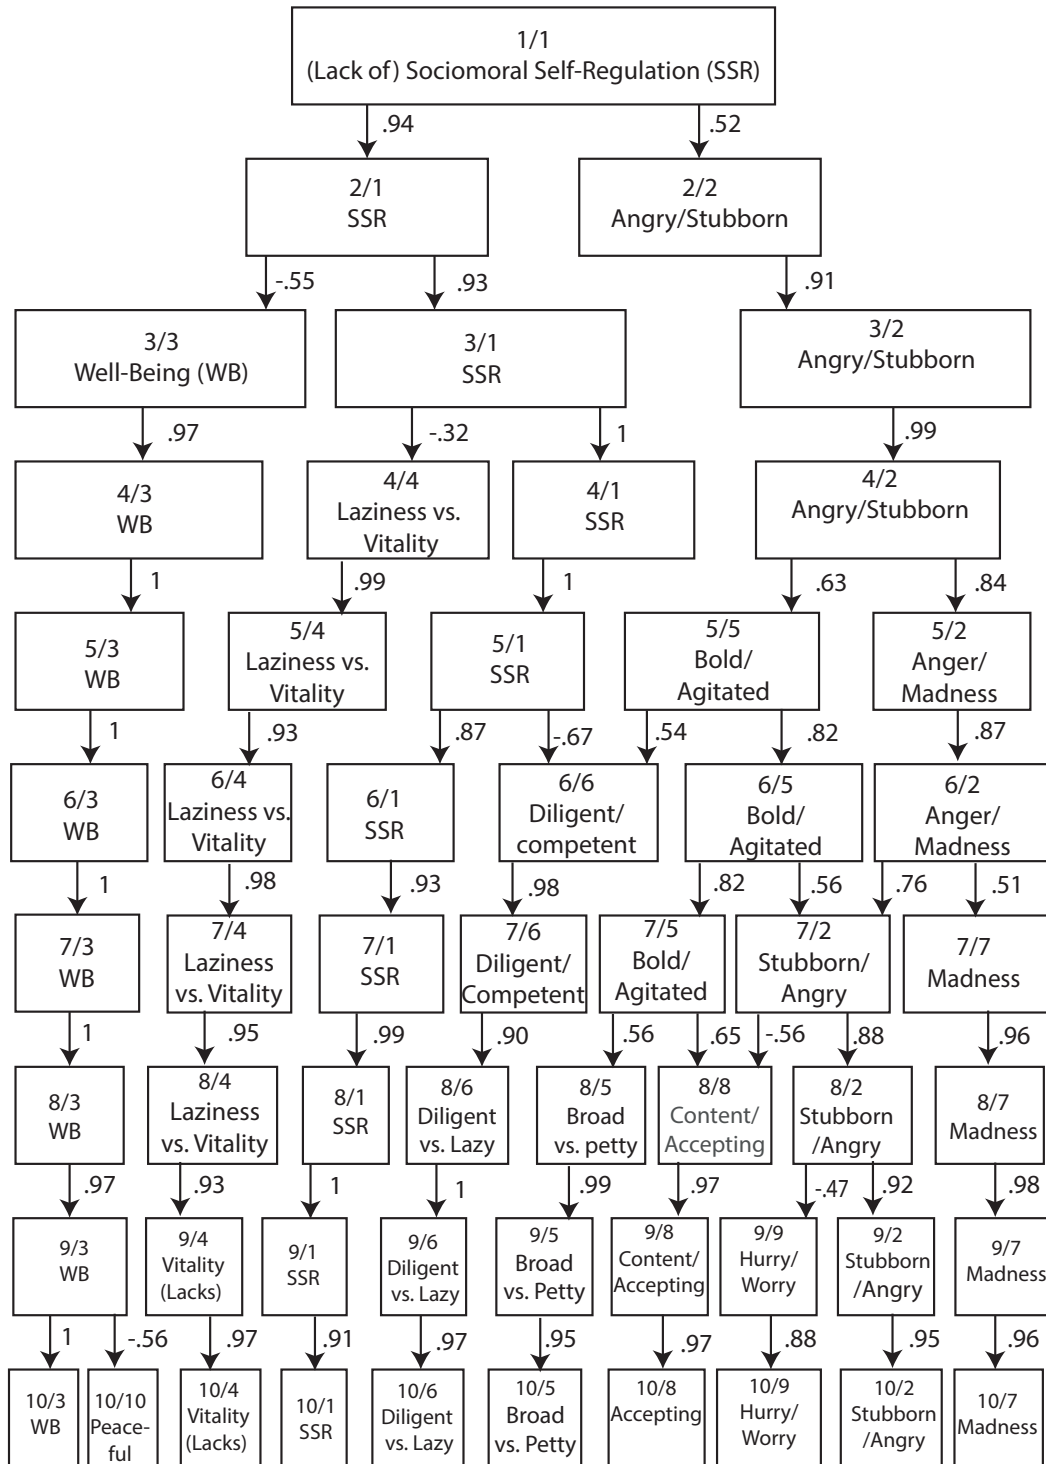 1/1
(Lack of) Sociomoral Self-Regulation (SSR)
.94
.52
2/1
SSR
2/2
Angry/Stubborn
-.55
.93
.91
3/3
Well-Being (WB)
3/1
SSR
3/2
Angry/Stubborn
.97
-.32
1
.99
4/3
WB
4/4
Laziness vs.
Vitality
4/1
SSR
4/2
Angry/Stubborn
1
.99
1
.63
.84
5/3
WB
5/4
Laziness vs.
Vitality
5/1
SSR
5/5
Bold/
Agitated
5/2
Anger/
Madness
1
.93
.87
-.67
.54
.82
.87
6/3
WB
6/4
Laziness vs.
Vitality
6/1
SSR
6/6
Diligent/
competent
6/5
Bold/
Agitated
6/2
Anger/
Madness
1
.98
.93
.98
.82
.56
.76
.51
7/3
WB
7/4
Laziness
vs. Vitality
7/1
SSR
7/6
Diligent/
Competent
7/5
Bold/
Agitated
7/2
Stubborn/
Angry
7/7
Madness
1
.95
.99
.90
.56
.65
-.56
.88
.96
8/3
WB
8/4
Laziness
vs. Vitality
8/1
SSR
8/6
Diligent
vs. Lazy
8/5
Broad
vs. petty
8/8
Content/
Accepting
8/2
Stubborn
/Angry
8/7
Madness
.97
.93
1
1
.99
.97
-.47
.92
.98
9/3
WB
9/4
Vitality
(Lacks)
9/1
SSR
9/6
Diligent
vs. Lazy
9/5
Broad
vs. Petty
9/8
Content/
Accepting
9/9
Hurry/
Worry
9/2
Stubborn
/Angry
9/7
Madness
1
-.56
.97
.91
.97
.95
.97
.88
.95
.96
10/3
WB
10/10
Peace-
ful
10/4
Vitality
(Lacks)
10/1
SSR
10/6
Diligent
vs. Lazy
10/5
Broad
vs. Petty
10/8
Accepting
10/9
Hurry/
Worry
10/2
Stubborn
/Angry
10/7
Madness